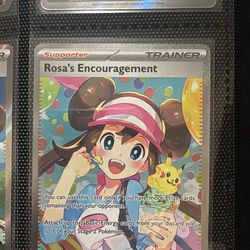 Supporter
TRAINER
Rosa's Encouragement
You can use this card only if you have more Prize cards
remaining than your opponent.
Attach up to 2 Basic Energy cards from your discard pile
to 1 of your Stage 2 Pokémon.